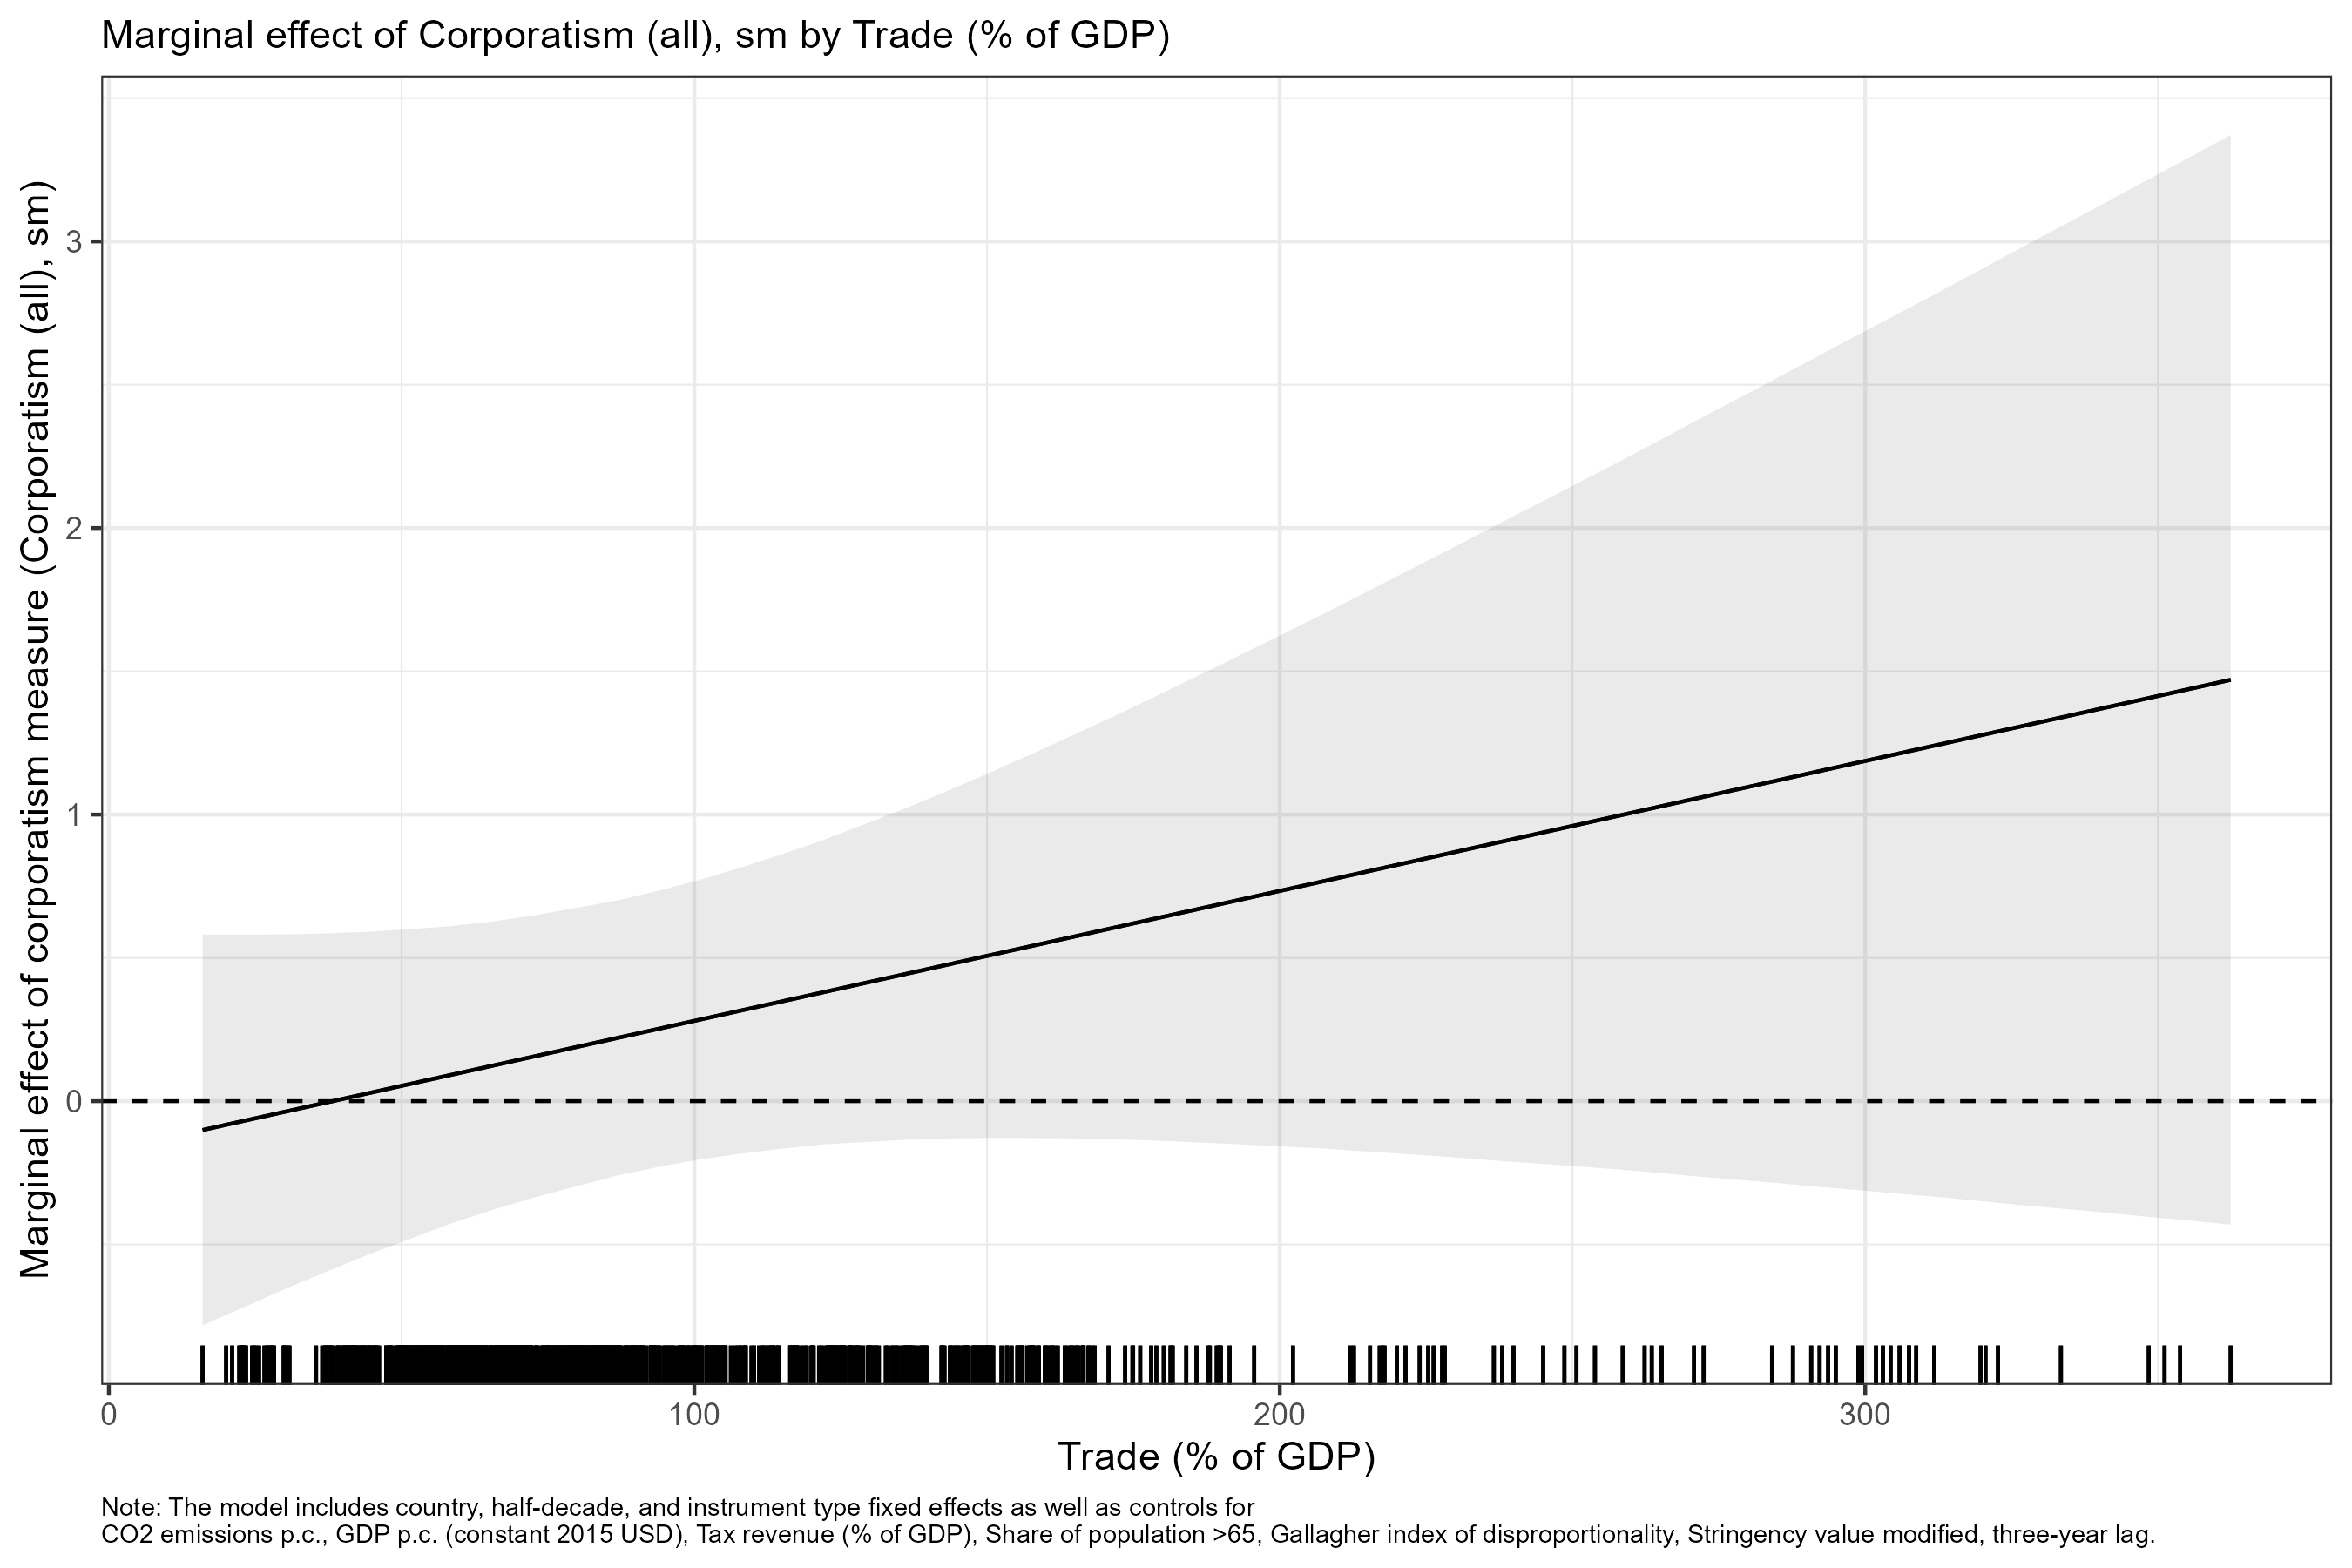 Marginal effect of Corporatism (all), sm by Trade (% of GDP)
Marginal effect of corporatism measure (Corporatism (all), sm)
3
2
1
0
0
100
200
300
Trade (% of GDP)
Note: The model includes country, half-decade, and instrument type fixed effects as well as controls for
CO2 emissions p.c., GDP p.c. (constant 2015 USD), Tax revenue (% of GDP), Share of population >65, Gallagher index of disproportionality, Stringency value modified, three-year lag.